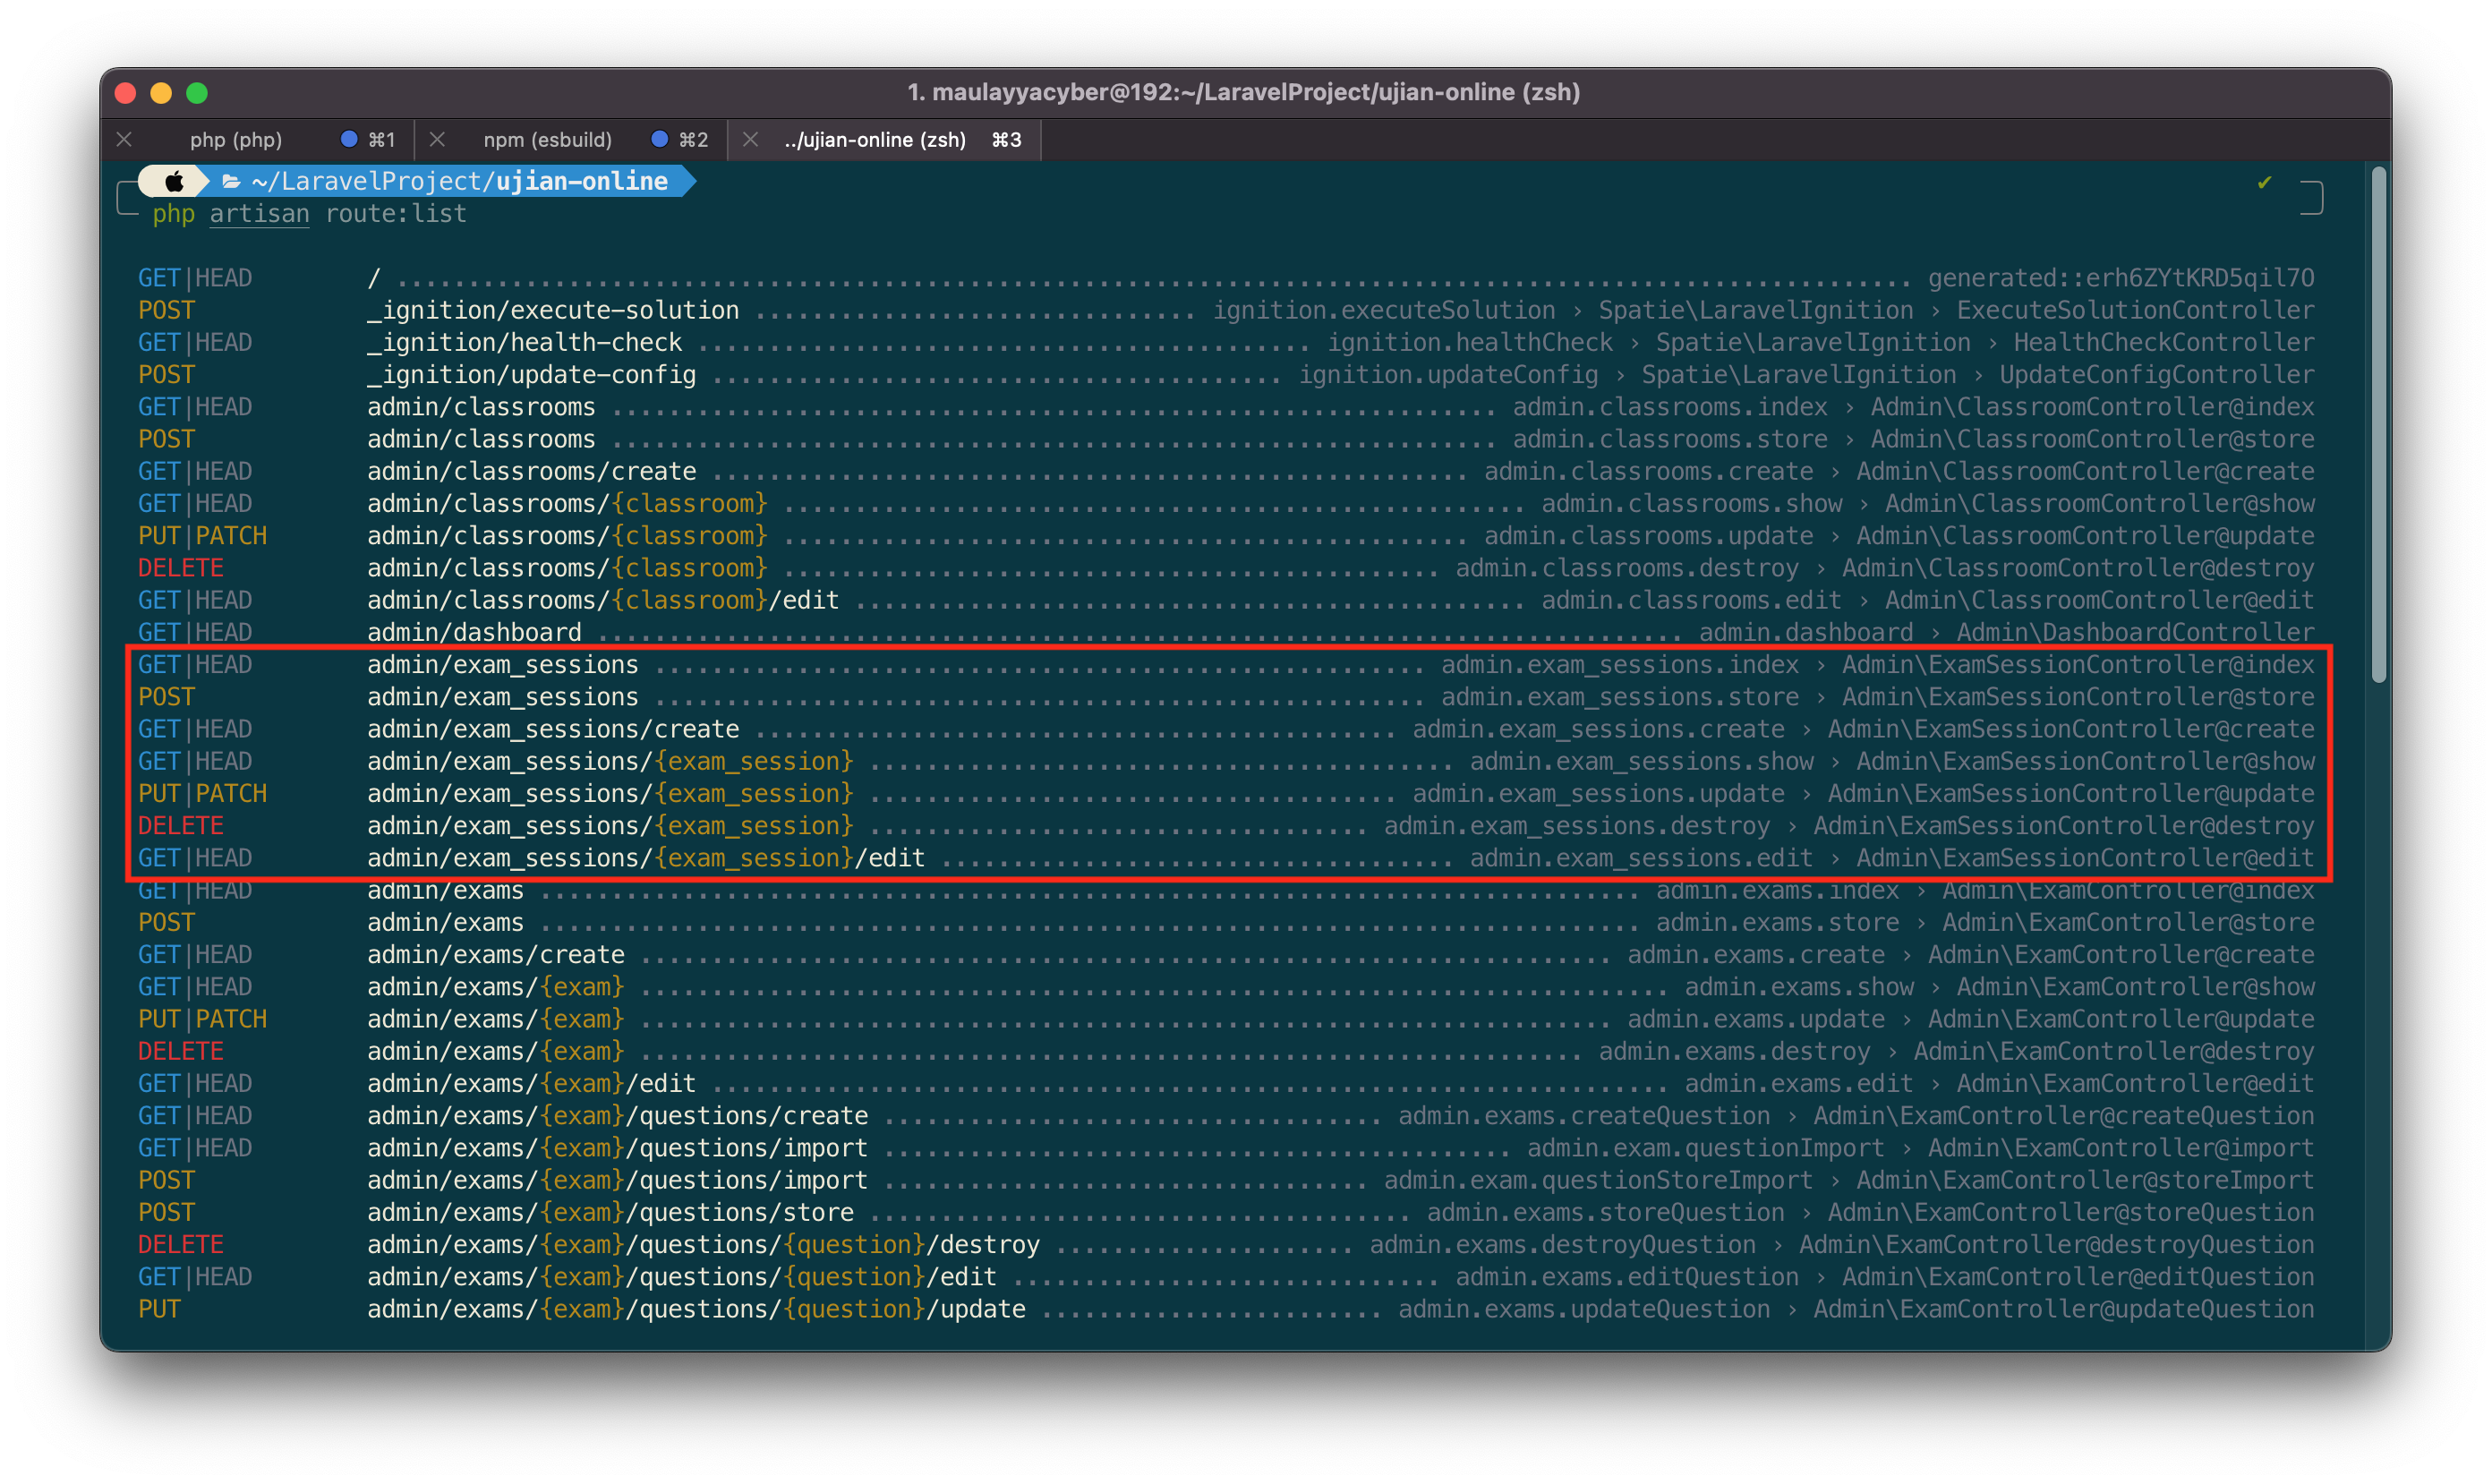 1. maulayyacyber@192:~/LaravelProject/ujian-online (zsh)
php (php) ⌘1 npm (esbuild) ⌘2 ../ujian-online (zsh) ⌘3
~/LaravelProject/ujian-online ✔
php artisan route:list
GET|HEAD / ........................................................................................................... generated::erh6ZYtKRD5qil7O
POST _ignition/execute-solution ............................... ignition.executeSolution › Spatie\LaravelIgnition › ExecuteSolutionController
GET|HEAD _ignition/health-check ........................................... ignition.healthCheck › Spatie\LaravelIgnition › HealthCheckController
POST _ignition/update-config ........................................ ignition.updateConfig › Spatie\LaravelIgnition › UpdateConfigController
GET|HEAD admin/classrooms .............................................................. admin.classrooms.index › Admin\ClassroomController@index
POST admin/classrooms .............................................................. admin.classrooms.store › Admin\ClassroomController@store
GET|HEAD admin/classrooms/create ..................................................... admin.classrooms.create › Admin\ClassroomController@create
GET|HEAD admin/classrooms/{classroom} .................................................... admin.classrooms.show › Admin\ClassroomController@show
PUT|PATCH admin/classrooms/{classroom} ................................................ admin.classrooms.update › Admin\ClassroomController@update
DELETE admin/classrooms/{classroom} .............................................. admin.classrooms.destroy › Admin\ClassroomController@destroy
GET|HEAD admin/classrooms/{classroom}/edit ............................................... admin.classrooms.edit › Admin\ClassroomController@edit
GET|HEAD admin/dashboard ............................................................................ admin.dashboard › Admin\DashboardController
GET|HEAD admin/exam_sessions ...................................................... admin.exam_sessions.index › Admin\ExamSessionController@index
POST admin/exam_sessions ...................................................... admin.exam_sessions.store › Admin\ExamSessionController@store
GET|HEAD admin/exam_sessions/create ............................................. admin.exam_sessions.create › Admin\ExamSessionController@create
GET|HEAD admin/exam_sessions/{exam_session} ......................................... admin.exam_sessions.show › Admin\ExamSessionController@show
PUT|PATCH admin/exam_sessions/{exam_session} ..................................... admin.exam_sessions.update › Admin\ExamSessionController@update
DELETE admin/exam_sessions/{exam_session} ................................... admin.exam_sessions.destroy › Admin\ExamSessionController@destroy
GET|HEAD admin/exam_sessions/{exam_session}/edit .................................... admin.exam_sessions.edit › Admin\ExamSessionController@edit
GET|HEAD admin/exams ............................................................................. admin.exams.index › Admin\ExamController@index
POST admin/exams ............................................................................. admin.exams.store › Admin\ExamController@store
GET|HEAD admin/exams/create .................................................................... admin.exams.create › Admin\ExamController@create
GET|HEAD admin/exams/{exam} ........................................................................ admin.exams.show › Admin\ExamController@show
PUT|PATCH admin/exams/{exam} .................................................................... admin.exams.update › Admin\ExamController@update
DELETE admin/exams/{exam} .................................................................. admin.exams.destroy › Admin\ExamController@destroy
GET|HEAD admin/exams/{exam}/edit ................................................................... admin.exams.edit › Admin\ExamController@edit
GET|HEAD admin/exams/{exam}/questions/create ................................... admin.exams.createQuestion › Admin\ExamController@createQuestion
GET|HEAD admin/exams/{exam}/questions/import ............................................. admin.exam.questionImport › Admin\ExamController@import
POST admin/exams/{exam}/questions/import .................................. admin.exam.questionStoreImport › Admin\ExamController@storeImport
POST admin/exams/{exam}/questions/store ...................................... admin.exams.storeQuestion › Admin\ExamController@storeQuestion
DELETE admin/exams/{exam}/questions/{question}/destroy ..................... admin.exams.destroyQuestion › Admin\ExamController@destroyQuestion
GET|HEAD admin/exams/{exam}/questions/{question}/edit .............................. admin.exams.editQuestion › Admin\ExamController@editQuestion
PUT admin/exams/{exam}/questions/{question}/update ........................ admin.exams.updateQuestion › Admin\ExamController@updateQuestion